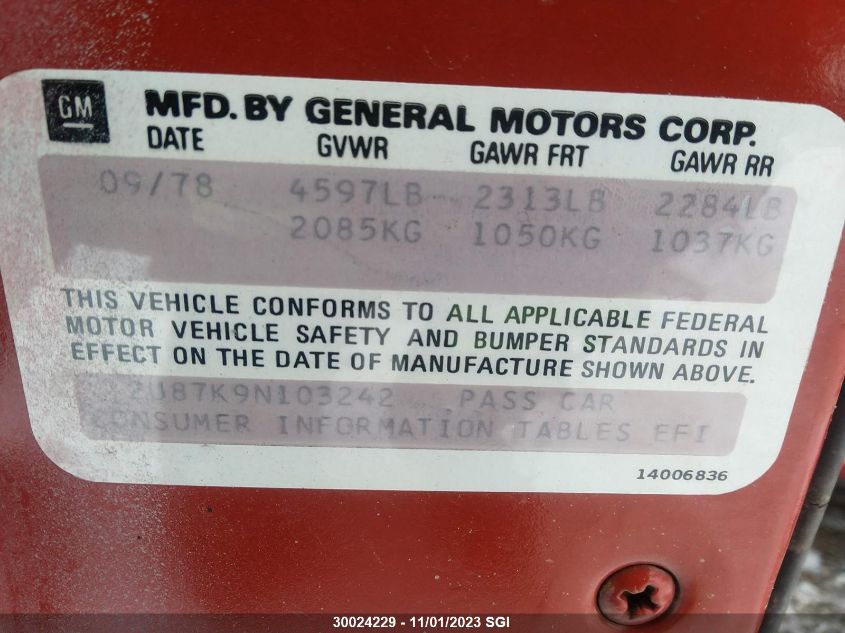 GM MFD. BY GENERAL MOTORS CORP.
DATE GVWR GAWR FRT GAWR RR
09/78 4597LB 2313LB 2284LB
2085KG 1050KG 1037KG
THIS VEHICLE CONFORMS TO ALL APPLICABLE FEDERAL
MOTOR VEHICLE SAFETY AND BUMPER STANDARDS IN
EFFECT ON THE DATE OF MANUFACTURE SHOWN ABOVE.
2U87K9N103242 PASS CAR
CONSUMER INFORMATION TABLES EFI
14006836
30024229 - 11/01/2023 SGI